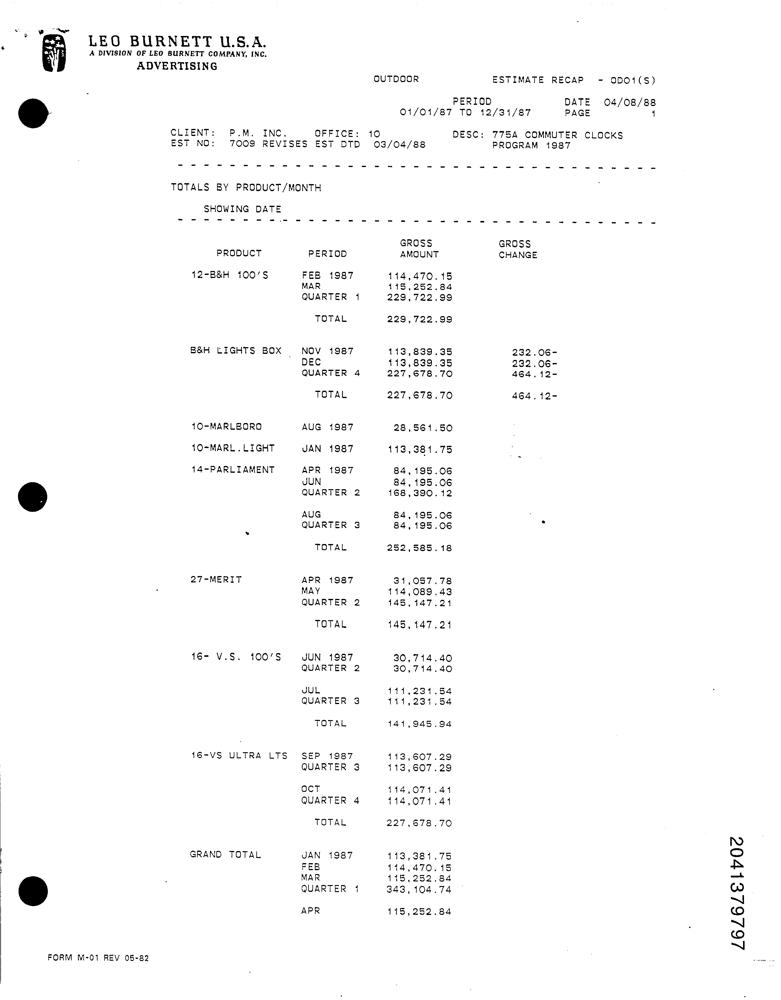 LEO BURNETT U.S.A.
A DIVISION OF LEO BURNETT COMPANY, INC.
ADVERTISING
OUTDOOR ESTIMATE RECAP - ODO1(S)
PERIOD DATE 04/08/88
01/01/87 TO 12/31/87 PAGE 1
CLIENT: P.M. INC. OFFICE: 10 DESC: 775A COMMUTER CLOCKS
EST NO: 7009 REVISES EST DTD 03/04/88 PROGRAM 1987
TOTALS BY PRODUCT/MONTH
SHOWING DATE
GROSS GROSS
PRODUCT PERIOD AMOUNT CHANGE
12-B&H 100'S FEB 1987 114,470.15
MAR 115,252.84
QUARTER 1 229,722.99
TOTAL 229,722.99
B&H LIGHTS BOX NOV 1987 113,839.35 232.06-
DEC 113,839.35 232.06-
QUARTER 4 227,678.70 464.12-
TOTAL 227,678.70 464.12-
10-MARLBORO AUG 1987 28,561.50
10-MARL.LIGHT JAN 1987 113,381.75
14-PARLIAMENT APR 1987 84,195.06
JUN 84,195.06
QUARTER 2 168,390.12
AUG 84,195.06
QUARTER 3 84,195.06
TOTAL 252,585.18
27-MERIT APR 1987 31,057.78
MAY 114,089.43
QUARTER 2 145,147.21
TOTAL 145,147.21
16- V.S. 100'S JUN 1987 30,714.40
QUARTER 2 30,714.40
JUL 111,231.54
QUARTER 3 111,231.54
TOTAL 141,945.94
16-VS ULTRA LTS SEP 1987 113,607.29
QUARTER 3 113,607.29
OCT 114,071.41
QUARTER 4 114,071.41
TOTAL 227,678.70
GRAND TOTAL JAN 1987 113,381.75
FEB 114,470.15
MAR 115,252.84
QUARTER 1 343,104.74
APR 115,252.84
2041379797
FORM M-01 REV 05-82